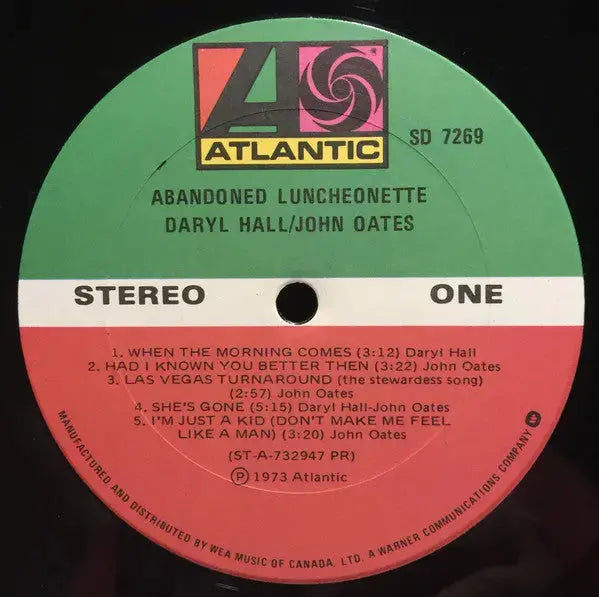 ATLANTIC
SD 7269
ABANDONED LUNCHEONETTE
DARYL HALL/JOHN OATES
STEREO
ONE
1. WHEN THE MORNING COMES (3:12) Daryl Hall
2. HAD I KNOWN YOU BETTER THEN (3:22) John Oates
3. LAS VEGAS TURNAROUND (the stewardess song)
(2:57) John Oates
4. SHE'S GONE (5:15) Daryl Hall-John Oates
5. I'M JUST A KID (DON'T MAKE ME FEEL
LIKE A MAN) (3:20) John Oates
(ST-A-732947 PR)
Ⓟ 1973 Atlantic
MANUFACTURED AND DISTRIBUTED BY WEA MUSIC OF CANADA, LTD. A WARNER COMMUNICATIONS COMPANY